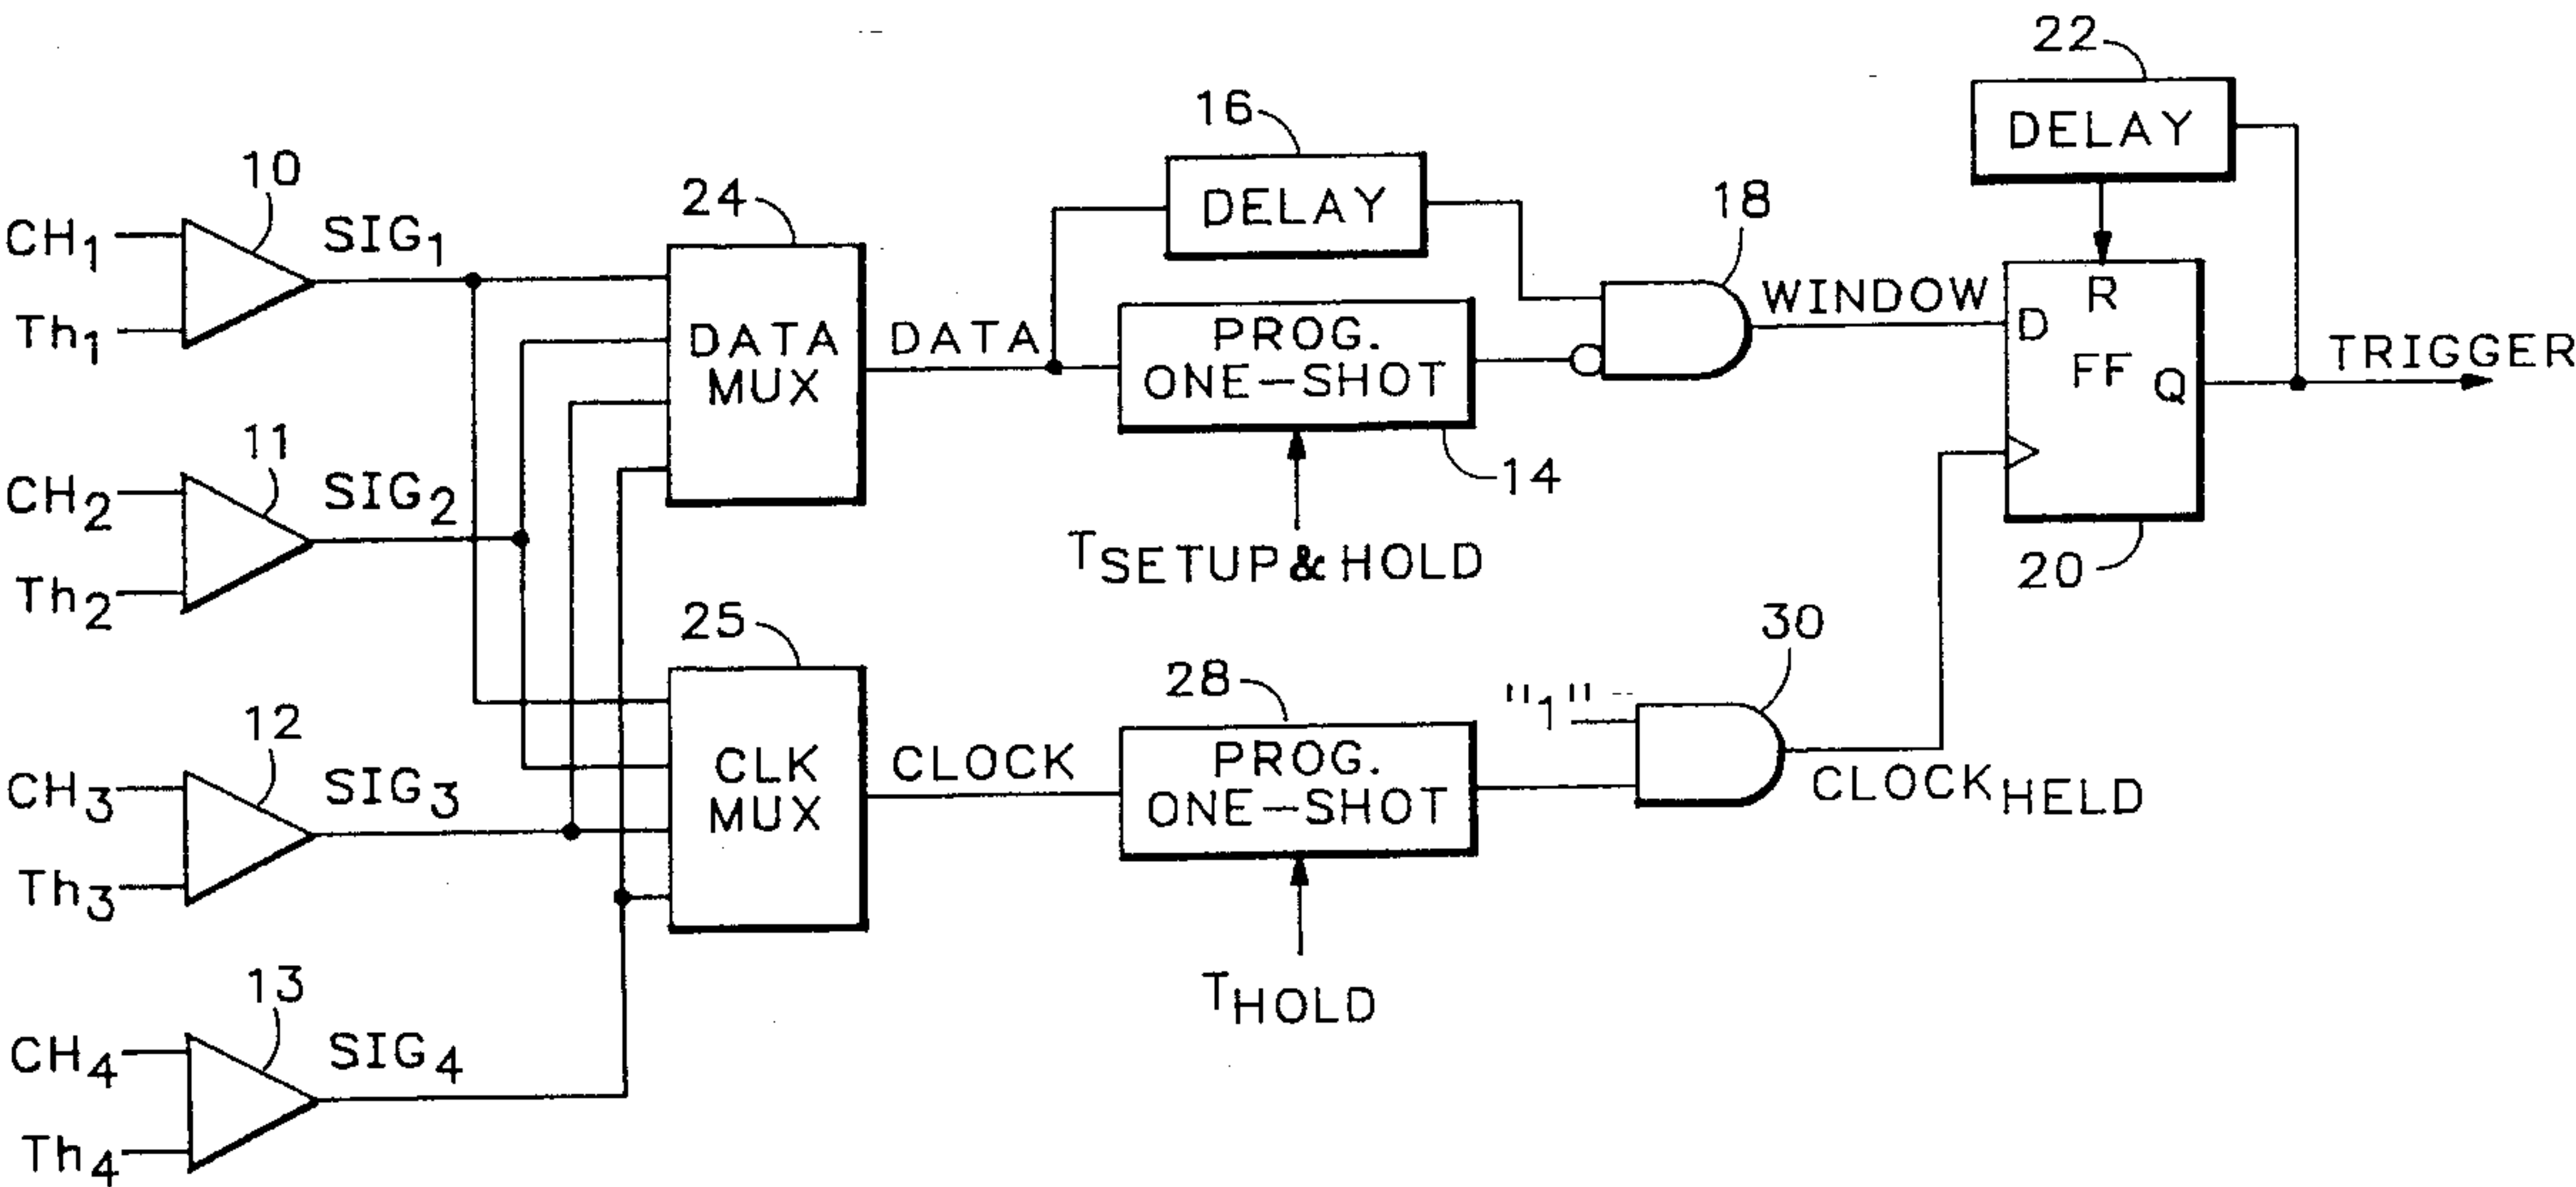 22
DELAY
16
DELAY
10
CH1
SIG1
Th1
24
DATA
MUX
DATA
PROG.
ONE-SHOT
14
TSETUP & HOLD
18
WINDOW
D
R
FF
Q
TRIGGER
20
11
CH2
SIG2
Th2
25
CLK
MUX
CLOCK
28
PROG.
ONE-SHOT
THOLD
"1"
30
CLOCKHELD
12
CH3
SIG3
Th3
13
CH4
SIG4
Th4